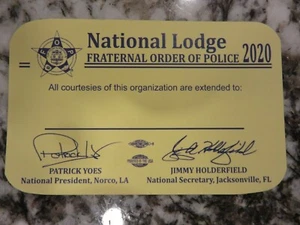 National Lodge
FRATERNAL ORDER OF POLICE 2020
All courtesies of this organization are extended to:
PATRICK YOES
National President, Norco, LA
JIMMY HOLDERFIELD
National Secretary, Jacksonville, FL